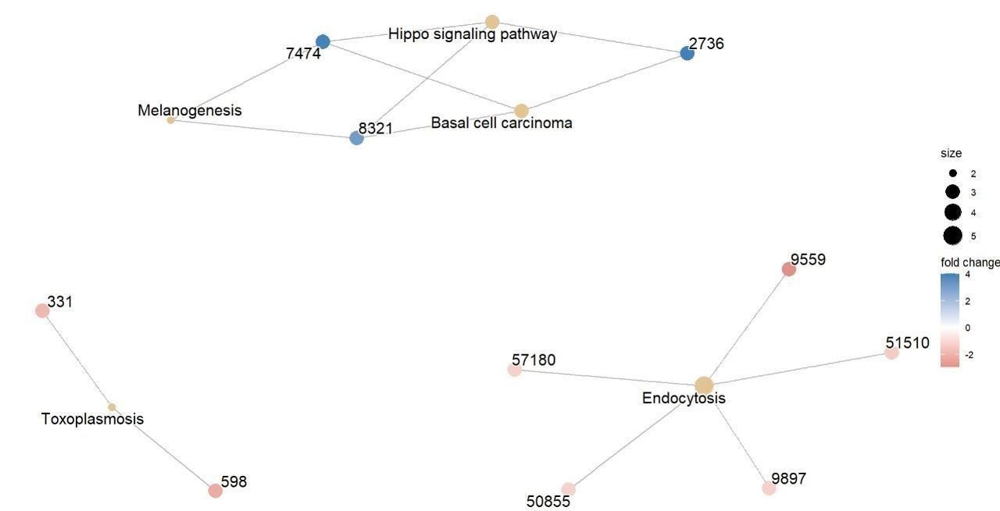 Hippo signaling pathway
2736
7474
Melanogenesis
8321
Basal cell carcinoma
size
2
3
4
5
fold change
4
2
0
-2
9559
331
51510
57180
Endocytosis
Toxoplasmosis
598
9897
50855